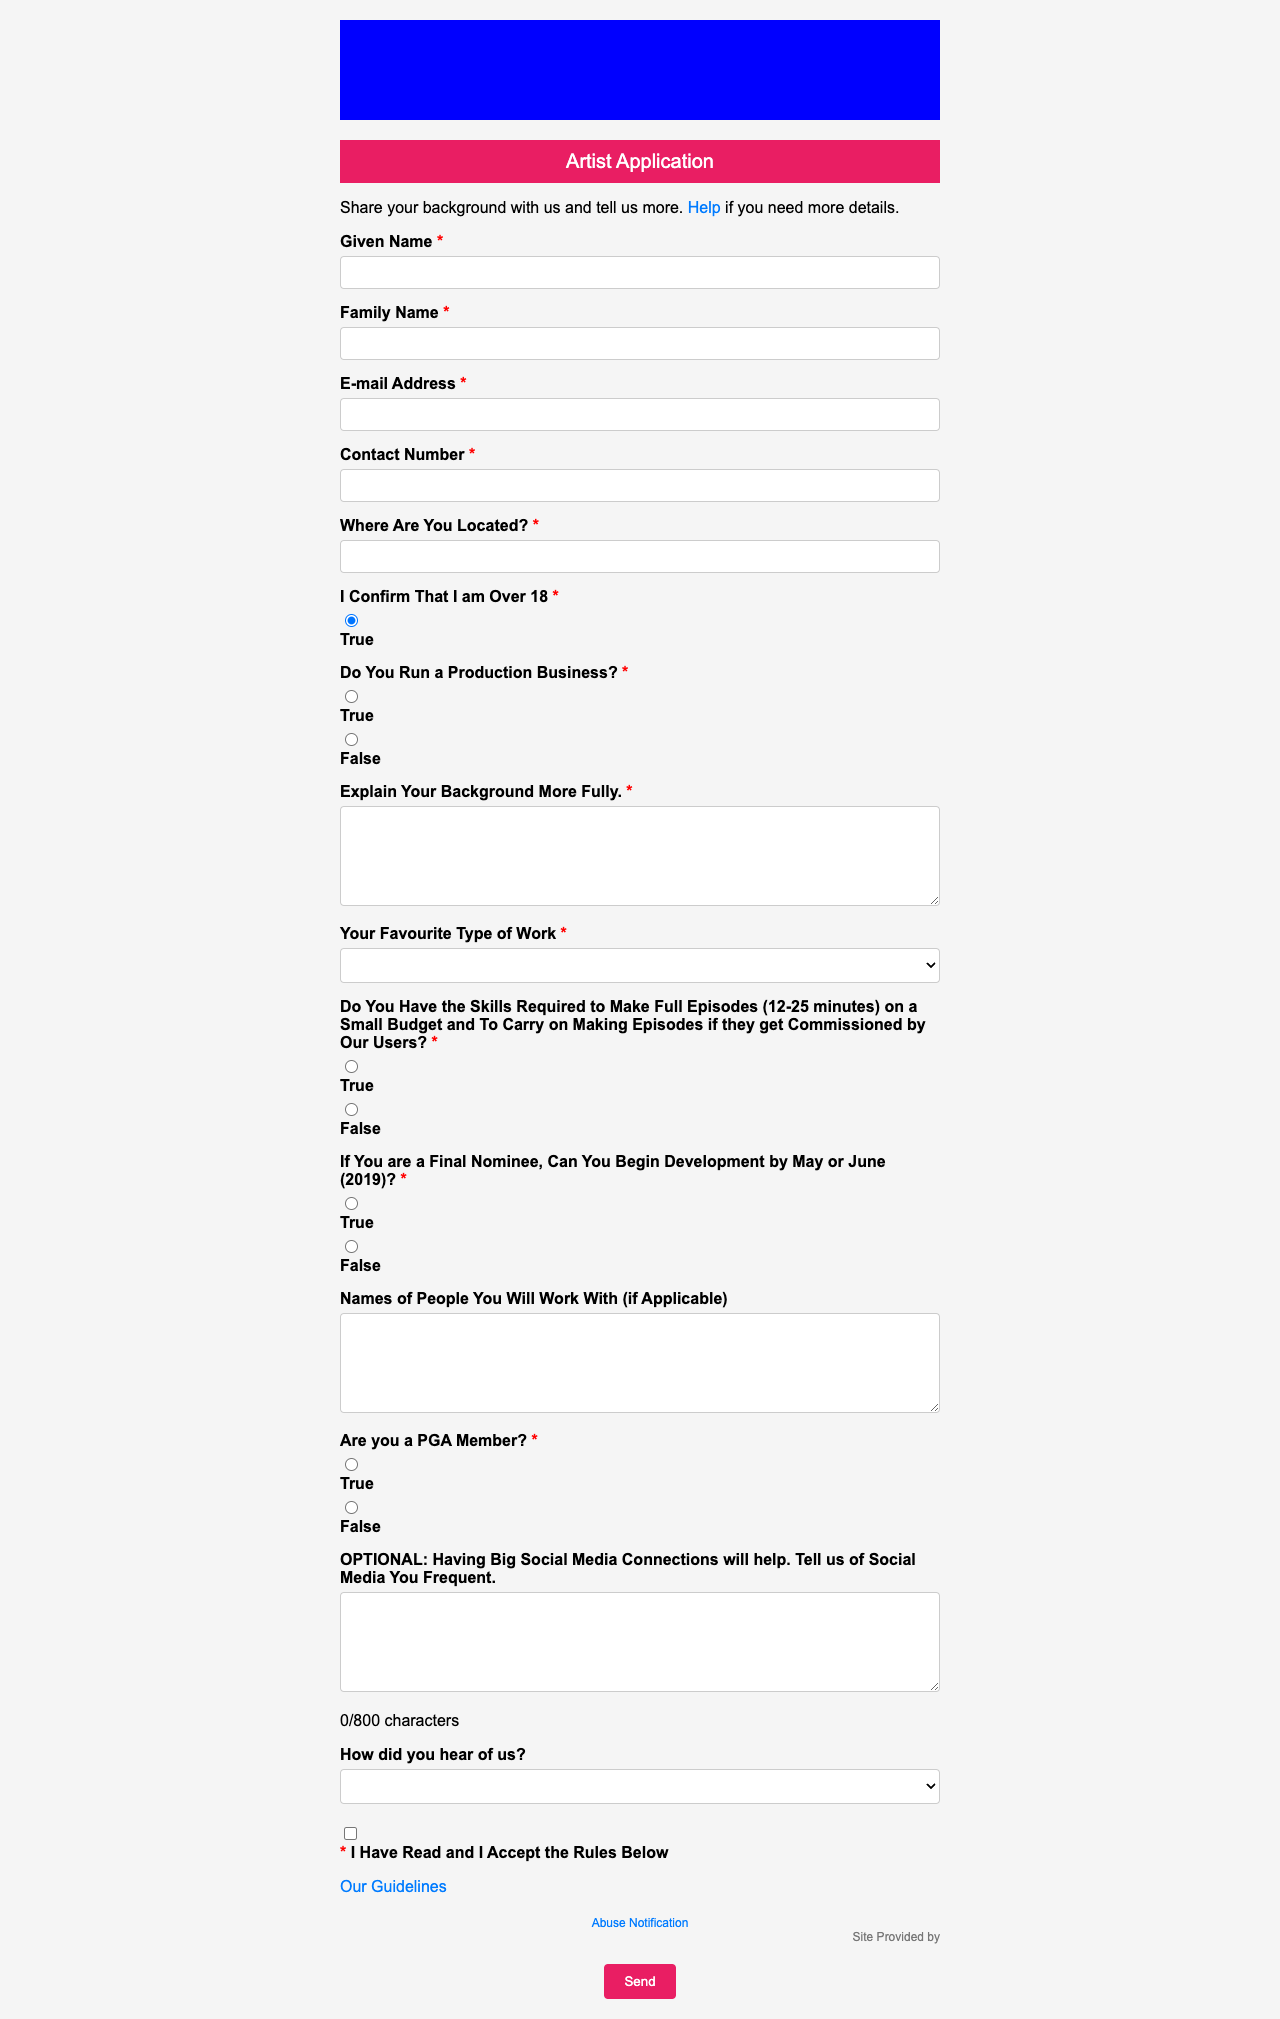 Artist Application
Share your background with us and tell us more. Help if you need more details.
Given Name *
Family Name *
E-mail Address *
Contact Number *
Where Are You Located? *
I Confirm That I am Over 18 *
True
Do You Run a Production Business? *
True
False
Explain Your Background More Fully. *
Your Favourite Type of Work *
Do You Have the Skills Required to Make Full Episodes (12-25 minutes) on a
Small Budget and To Carry on Making Episodes if they get Commissioned by
Our Users? *
True
False
If You are a Final Nominee, Can You Begin Development by May or June
(2019)? *
True
False
Names of People You Will Work With (if Applicable)
Are you a PGA Member? *
True
False
OPTIONAL: Having Big Social Media Connections will help. Tell us of Social
Media You Frequent.
0/800 characters
How did you hear of us?
* I Have Read and I Accept the Rules Below
Our Guidelines
Abuse Notification
Site Provided by
Send